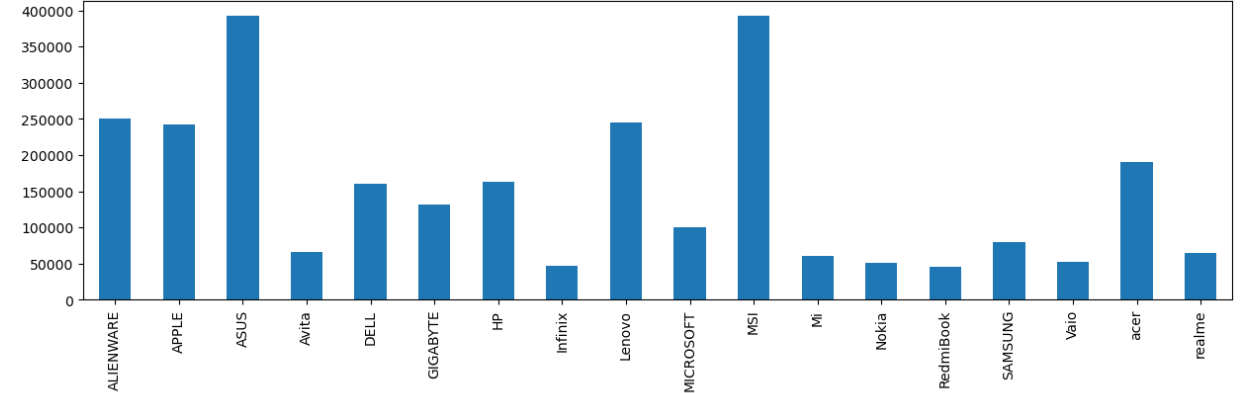 400000
350000
300000
250000
200000
150000
100000
50000
0
ALIENWARE
APPLE
ASUS
Avita
DELL
GIGABYTE
HP
Infinix
Lenovo
MICROSOFT
MSI
Mi
Nokia
RedmiBook
SAMSUNG
Vaio
acer
realme